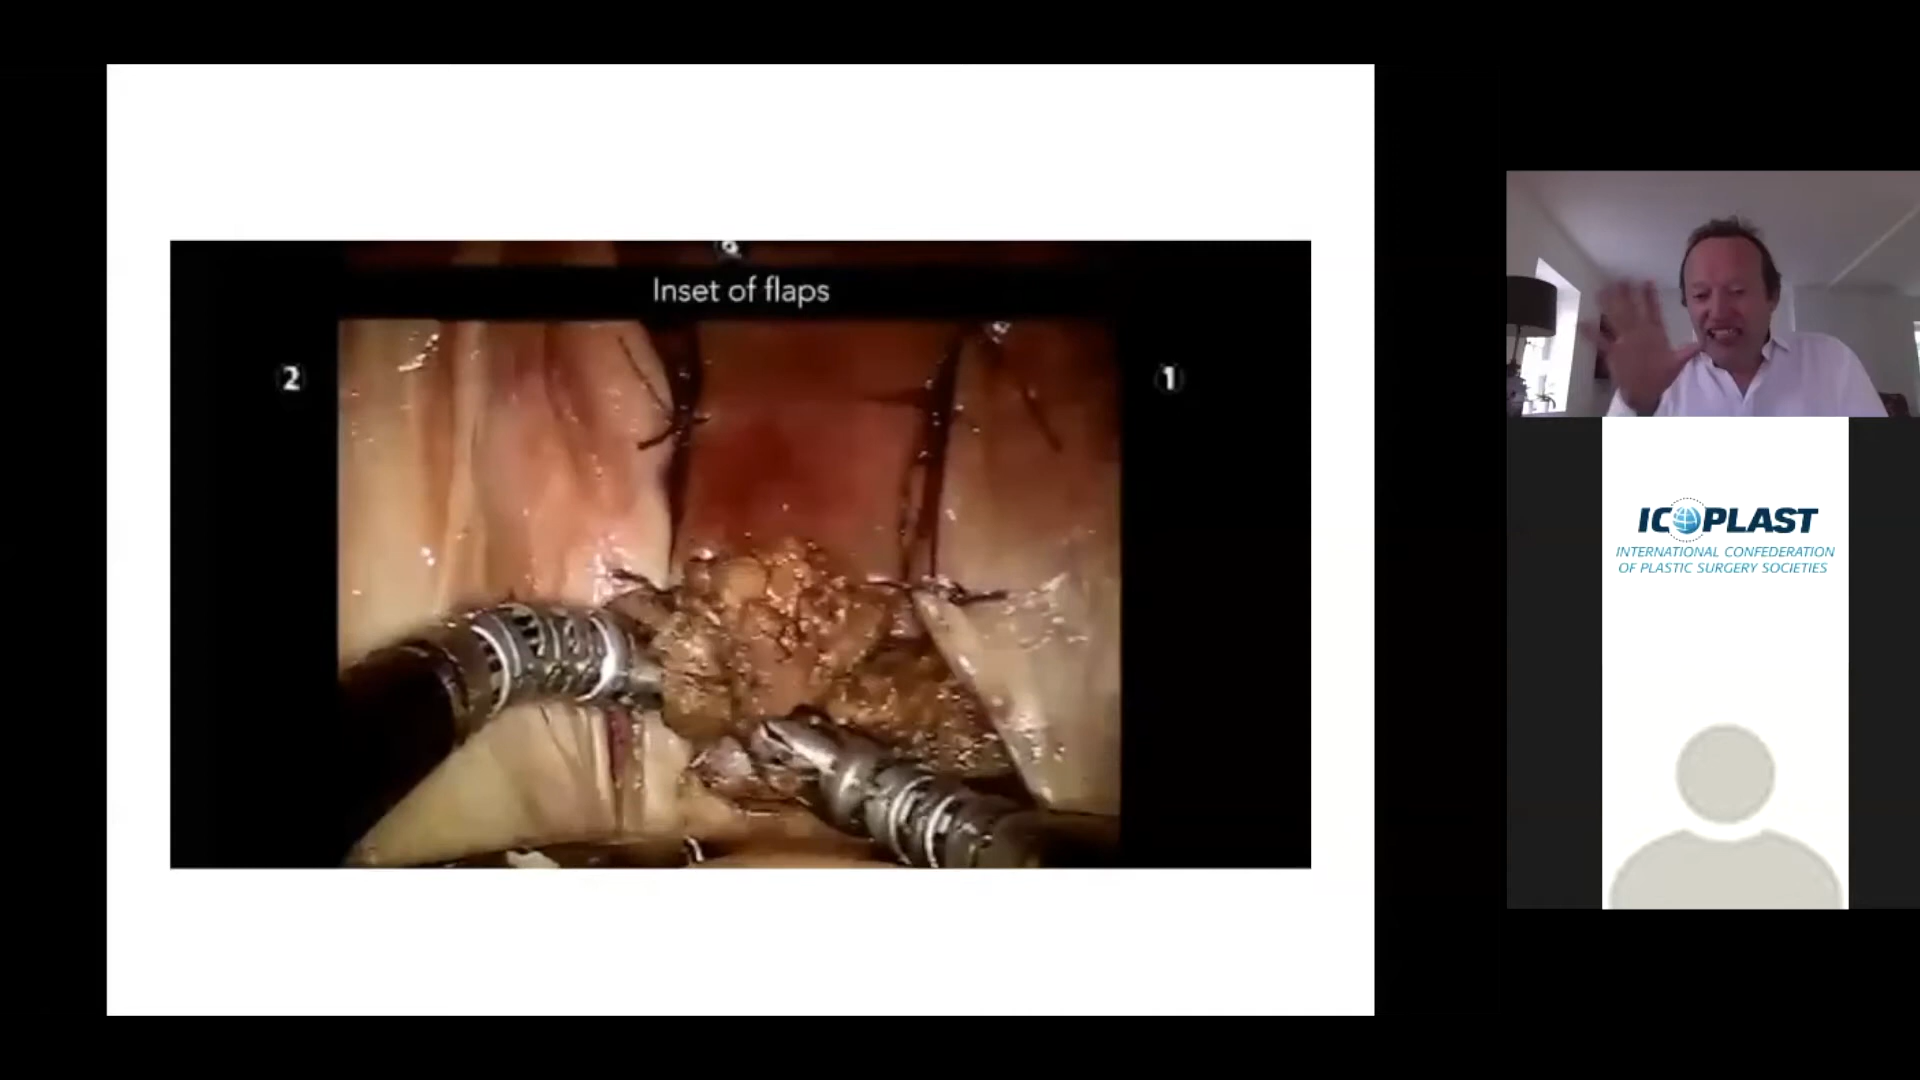 Inset of flaps
2
1
ICOPLAST
INTERNATIONAL CONFEDERATION
OF PLASTIC SURGERY SOCIETIES